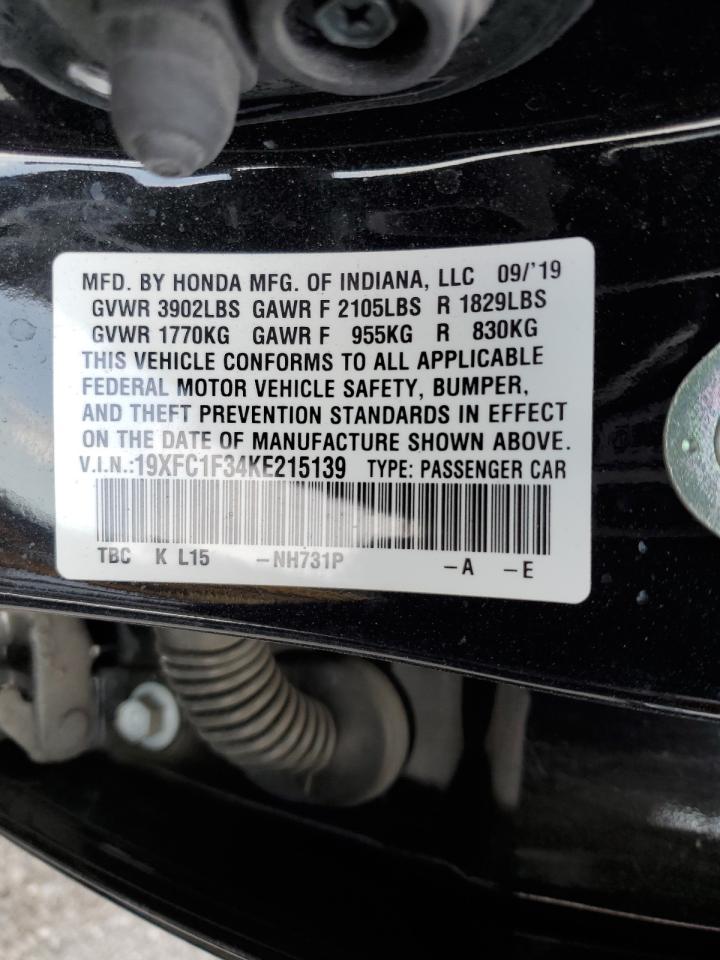 MFD. BY HONDA MFG. OF INDIANA, LLC 09/'19
GVWR 3902LBS GAWR F 2105LBS R 1829LBS
GVWR 1770KG GAWR F 955KG R 830KG
THIS VEHICLE CONFORMS TO ALL APPLICABLE
FEDERAL MOTOR VEHICLE SAFETY, BUMPER,
AND THEFT PREVENTION STANDARDS IN EFFECT
ON THE DATE OF MANUFACTURE SHOWN ABOVE.
V.I.N.:19XFC1F34KE215139 TYPE: PASSENGER CAR
TBC K L15 -NH731P -A -E